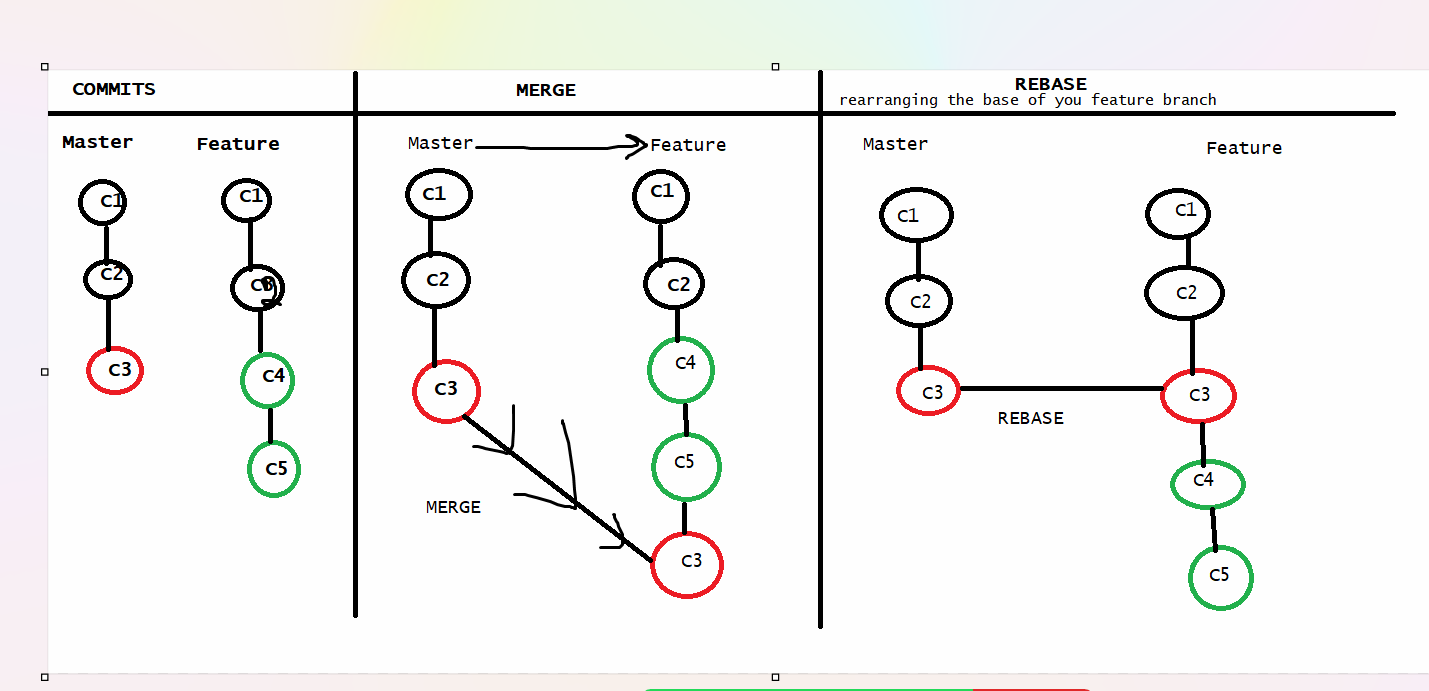 COMMITS
Master
Feature
C1
C2
C3
C1
C4
C5
MERGE
Master
Feature
C1
C2
C3
MERGE
C1
C2
C4
C5
C3
REBASE
rearranging the base of you feature branch
Master
Feature
C1
C2
C3
REBASE
C1
C2
C3
C4
C5